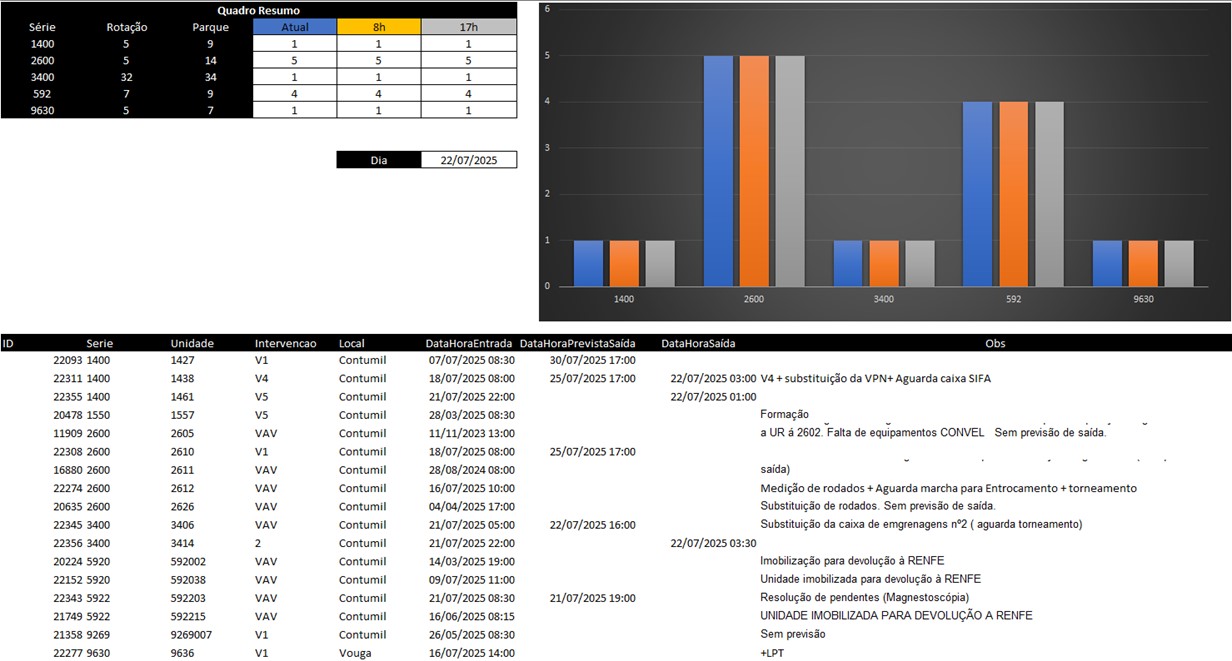 Quadro Resumo
Série Rotação Parque Atual 8h 17h
1400 5 9 1 1 1
2600 5 14 5 5 5
3400 32 34 1 1 1
592 7 9 4 4 4
9630 5 7 1 1 1
Dia 22/07/2025
6
5
4
3
2
1
0
1400 2600 3400 592 9630
ID Serie Unidade Intervencao Local DataHoraEntrada DataHoraPrevistaSaída DataHoraSaída Obs
22093 1400 1427 V1 Contumil 07/07/2025 08:30 30/07/2025 17:00
22311 1400 1438 V4 Contumil 18/07/2025 08:00 25/07/2025 17:00 22/07/2025 03:00 V4 + substituição da VPN+ Aguarda caixa SIFA
22355 1400 1461 V5 Contumil 21/07/2025 22:00 22/07/2025 01:00
20478 1550 1557 V5 Contumil 28/03/2025 08:30 Formação
11909 2600 2605 VAV Contumil 11/11/2023 13:00 a UR á 2602. Falta de equipamentos CONVEL Sem previsão de saída.
22308 2600 2610 V1 Contumil 18/07/2025 08:00 25/07/2025 17:00
16880 2600 2611 VAV Contumil 28/08/2024 08:00 saída)
22274 2600 2612 VAV Contumil 16/07/2025 10:00 Medição de rodados + Aguarda marcha para Entrocamento + torneamento
20635 2600 2626 VAV Contumil 04/04/2025 17:00 Substituição de rodados. Sem previsão de saída.
22345 3400 3406 VAV Contumil 21/07/2025 05:00 22/07/2025 16:00 Substituição da caixa de emgrenagens nº2 ( aguarda torneamento)
22356 3400 3414 2 Contumil 21/07/2025 22:00 22/07/2025 03:30
20224 5920 592002 VAV Contumil 14/03/2025 19:00 Imobilização para devolução à RENFE
22152 5920 592038 VAV Contumil 09/07/2025 11:00 Unidade imobilizada para devolução à RENFE
22343 5922 592203 VAV Contumil 21/07/2025 08:30 21/07/2025 19:00 Resolução de pendentes (Magnestoscópia)
21749 5922 592215 VAV Contumil 16/06/2025 08:15 UNIDADE IMOBILIZADA PARA DEVOLUÇÃO A RENFE
21358 9269 9269007 V1 Contumil 26/05/2025 08:30 Sem previsão
22277 9630 9636 V1 Vouga 16/07/2025 14:00 +LPT